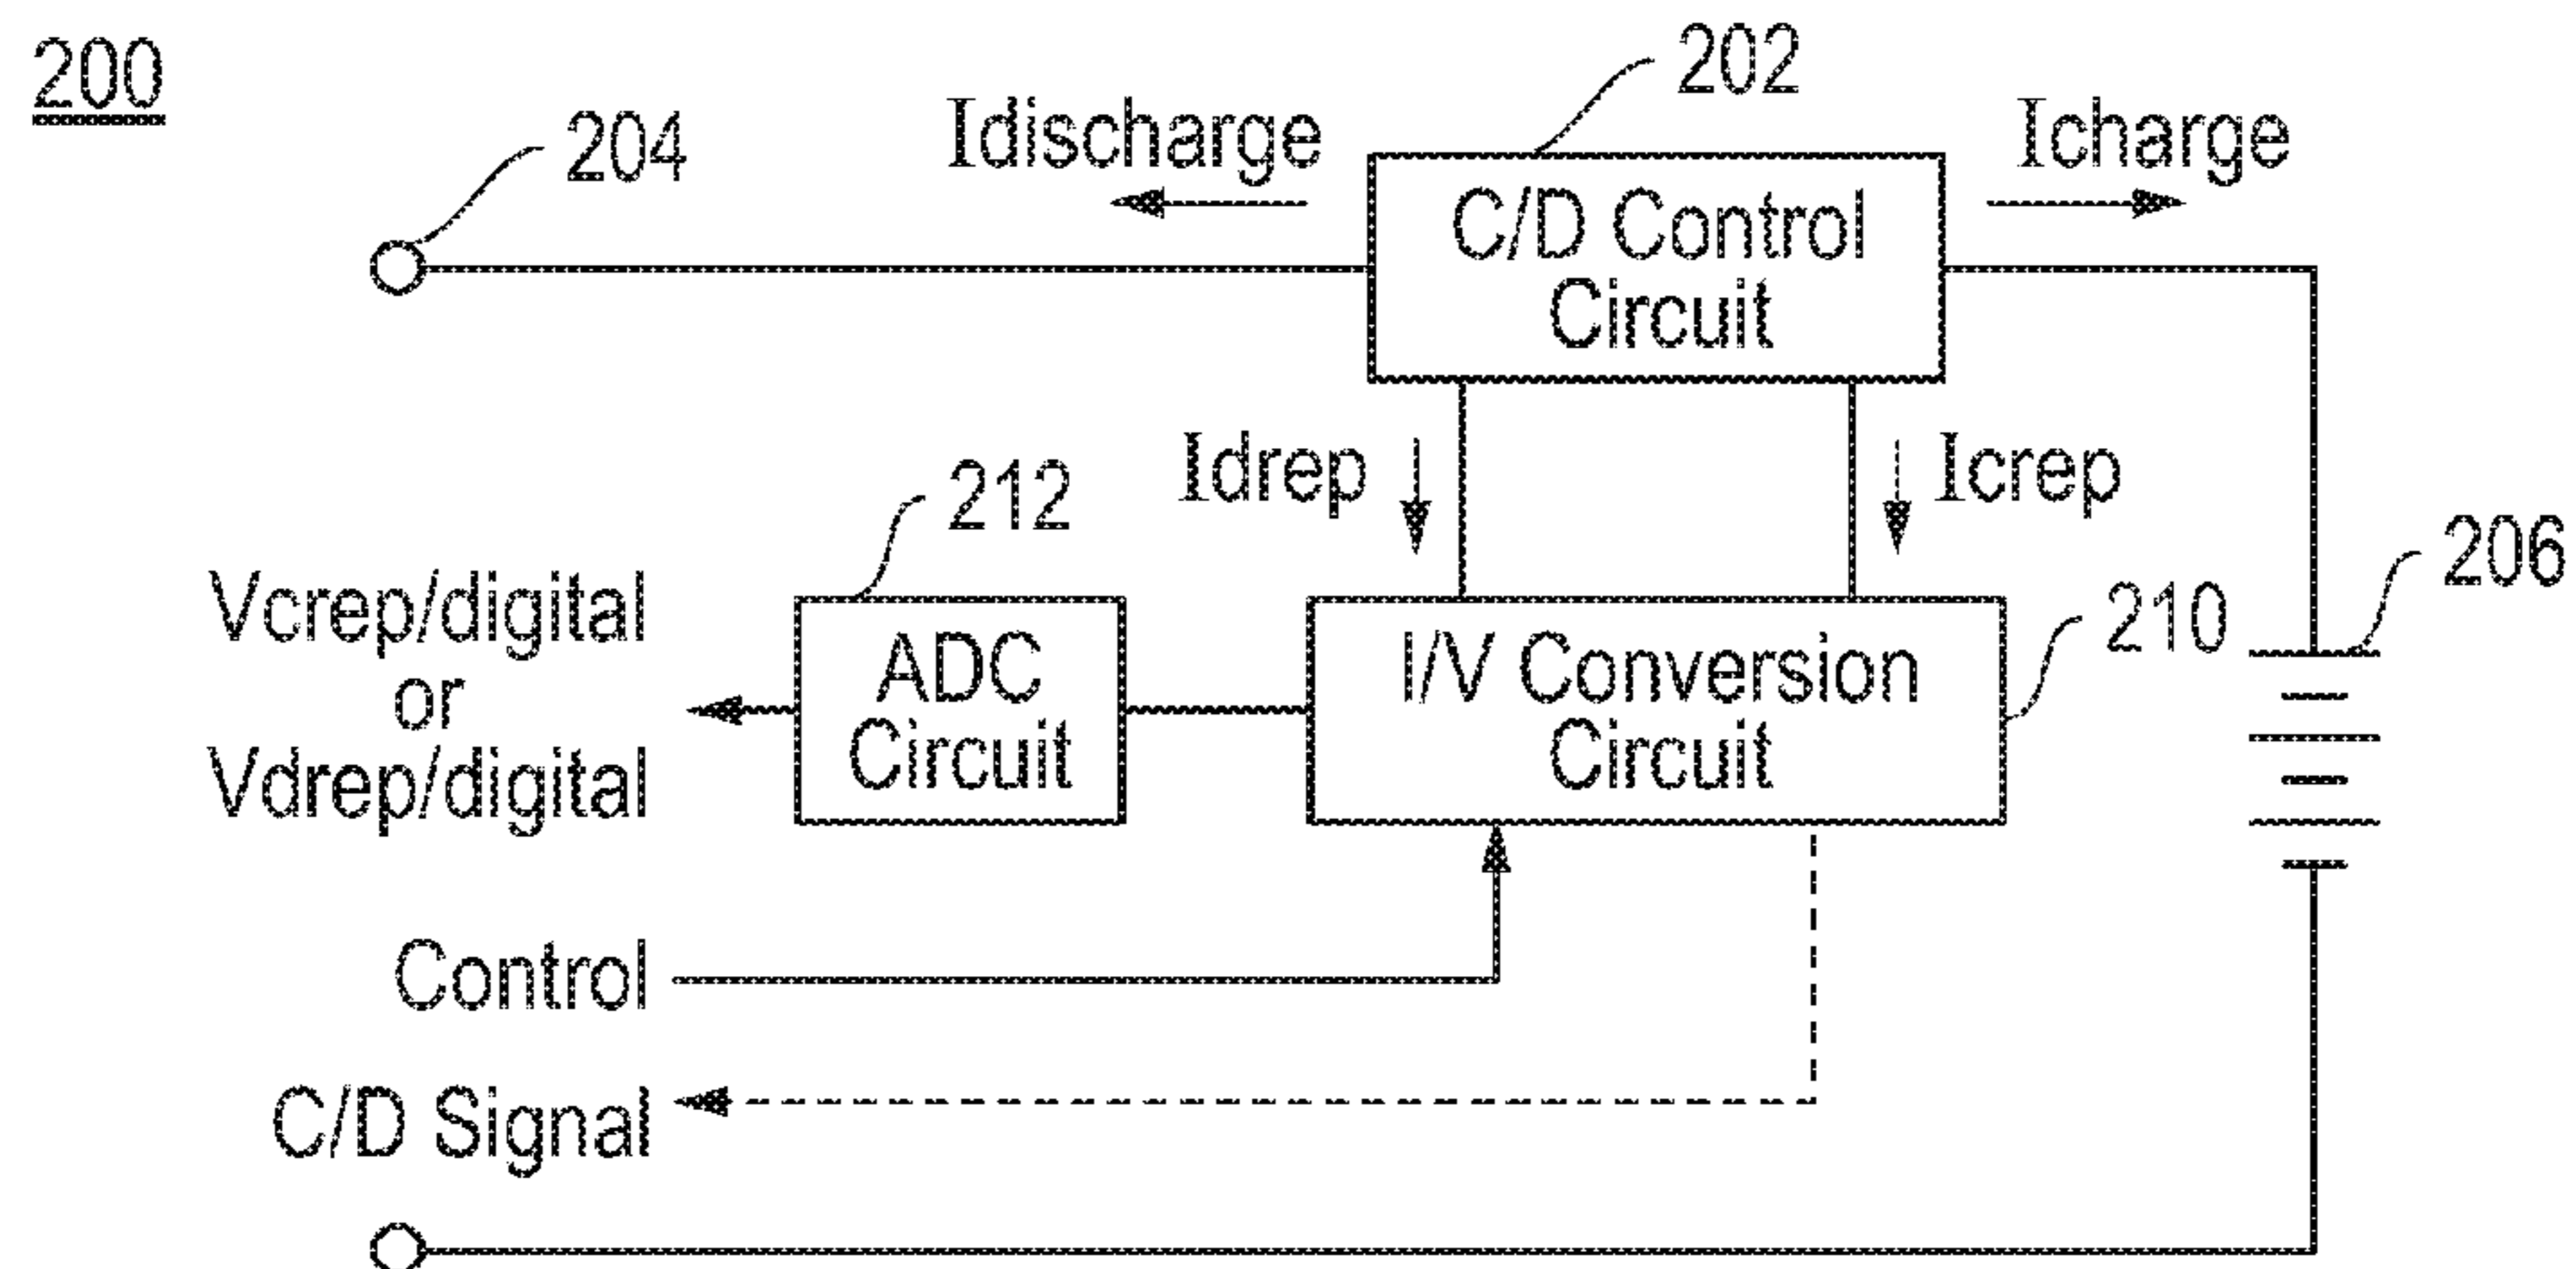 200
202
204
Idischarge
Icharge
C/D Control
Circuit
Idrep
Icrep
212
206
210
Vcrep/digital
or
Vdrep/digital
ADC
Circuit
I/V Conversion
Circuit
Control
C/D Signal